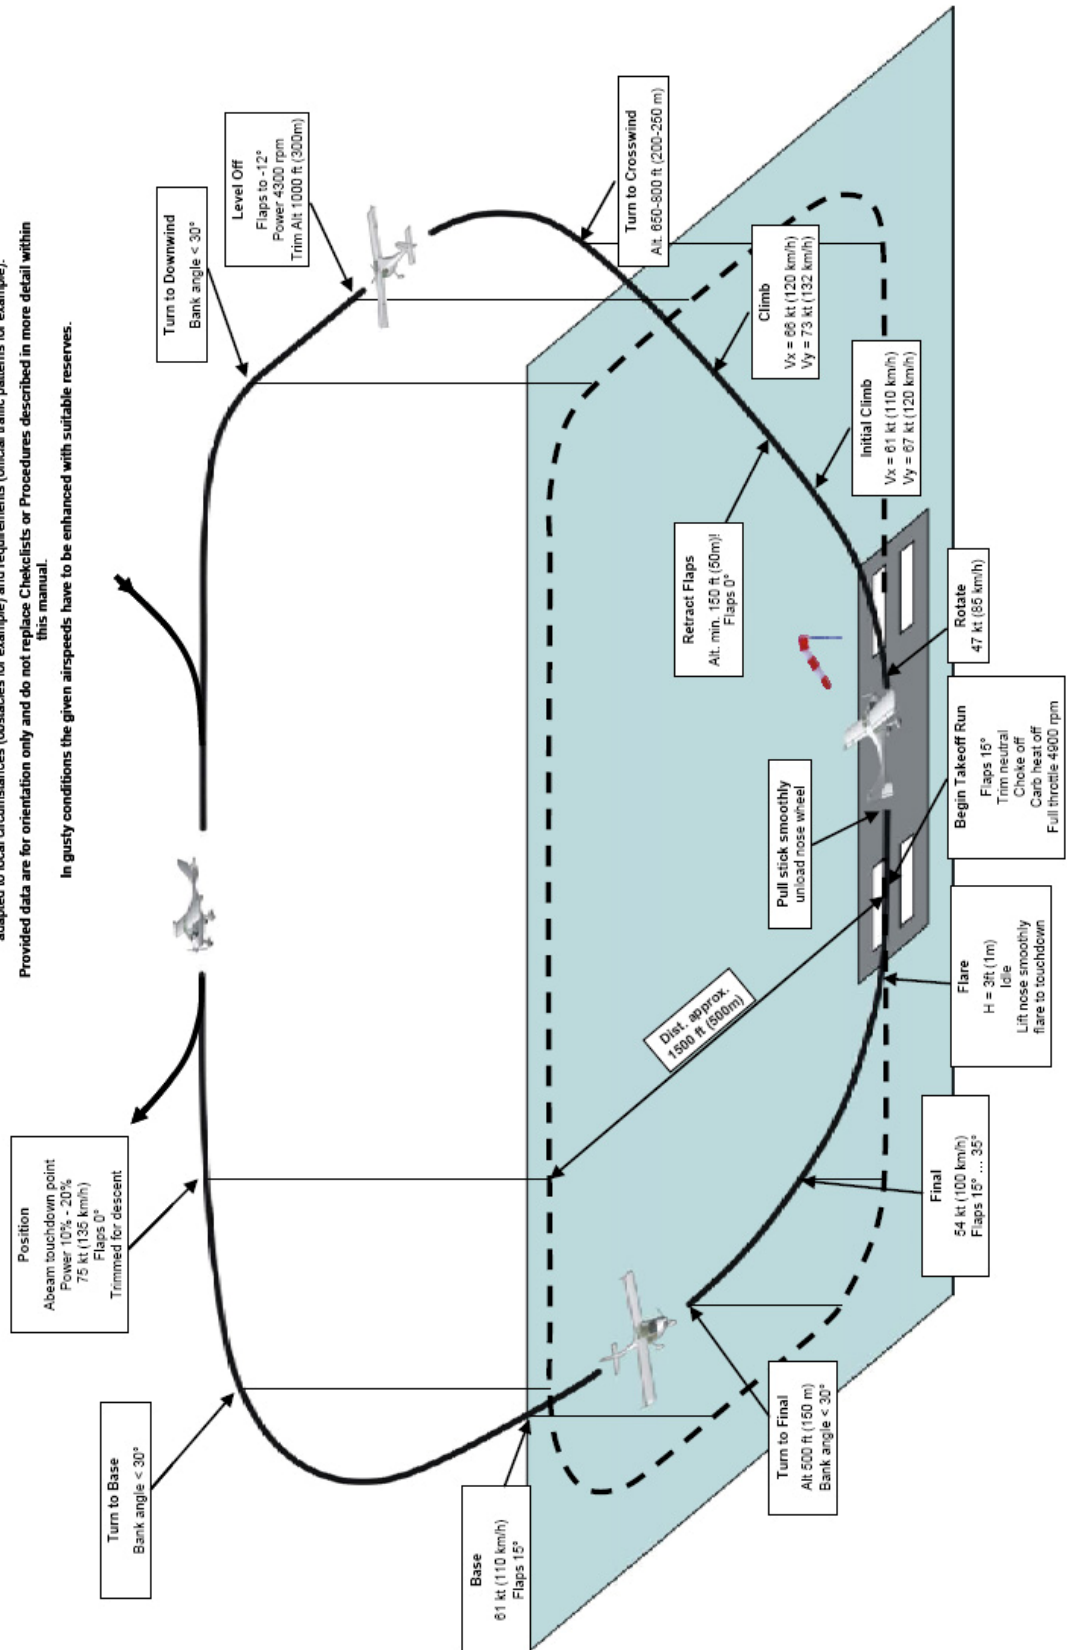 adapted to local circumstances (obstacles for example) and requirements (official traffic patterns for example).
Provided data are for orientation only and do not replace Chekclists or Procedures described in more detail within
this manual.
In gusty conditions the given airspeeds have to be enhanced with suitable reserves.
Position
Abeam touchdown point
Power 10% - 20%
75 kt (135 km/h)
Flaps 0°
Trimmed for descent
Turn to Downwind
Bank angle < 30°
Level Off
Flaps to -12°
Power 4300 rpm
Trim Alt 1000 ft (300m)
Turn to Base
Bank angle < 30°
Turn to Crosswind
Alt. 650-800 ft (200-250 m)
Climb
Vx = 66 kt (120 km/h)
Vy = 73 kt (132 km/h)
Initial Climb
Vx = 61 kt (110 km/h)
Vy = 67 kt (120 km/h)
Retract Flaps
Alt. min. 150 ft (50m)!
Flaps 0°
Dist. approx.
1500 ft (500m)
Base
61 kt (110 km/h)
Flaps 15°
Pull stick smoothly
unload nose wheel
Turn to Final
Alt 500 ft (150 m)
Bank angle < 30°
Final
54 kt (100 km/h)
Flaps 15° ... 35°
Flare
H = 3ft (1m)
Idle
Lift nose smoothly
flare to touchdown
Begin Takeoff Run
Flaps 15°
Trim neutral
Choke off
Carb heat off
Full throttle 4900 rpm
Rotate
47 kt (85 km/h)